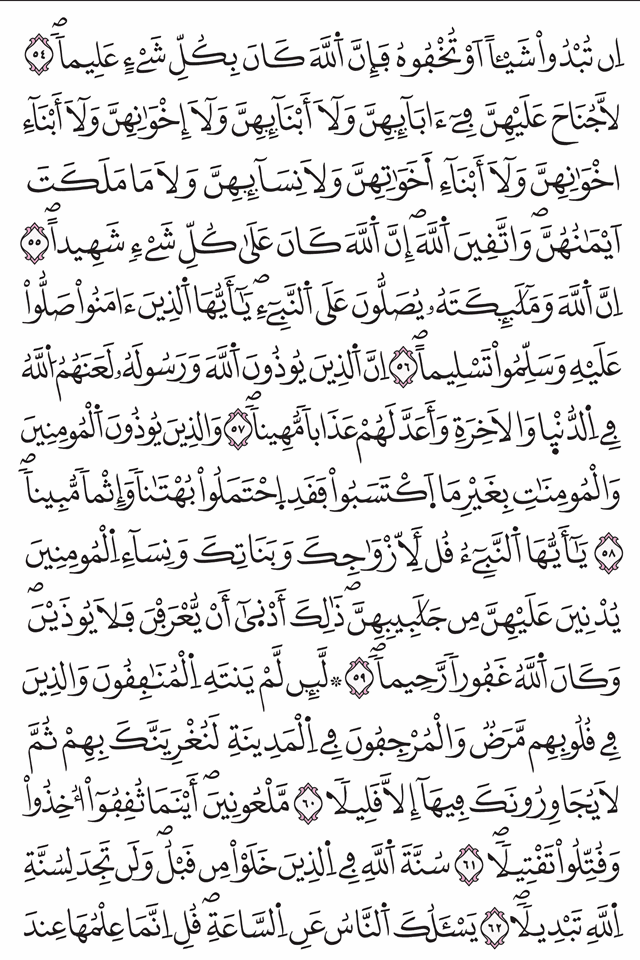 إِن تُبْدُواْ شَيْـٔاً اَوْ تُخْفُوهُ فَإِنَّ اَ۬للَّهَ كَانَ بِكُلِّ شَےْءٍ عَلِيماٗۖ ٥٤
لَّا جُنَاحَ عَلَيْهِنَّ فِےٓ ءَابَآئِهِنَّ وَلَآ أَبْنَآئِهِنَّ وَلَآ إِخْوَٰنِهِنَّ وَلَآ أَبْنَآءِ
اِخْوَٰنِهِنَّ وَلَآ أَبْنَآءِ اَ۬خَوَٰتِهِنَّ وَلَا نِسَآئِهِنَّ وَلَا مَا مَلَكَتَ
اَيْمَٰنُهُنَّۖ وَاتَّقِينَ اَ۬للَّهَۖ إِنَّ اَ۬للَّهَ كَانَ عَلَىٰ كُلِّ شَےْءٖ شَهِيداًۖ ٥٥
اِنَّ اَ۬للَّهَ وَمَلَٰٓئِكَتَهُۥ يُصَلُّونَ عَلَى اَ۬لنَّبِےٓءِۖ يَٰٓأَيُّهَا اَ۬لذِينَ ءَامَنُواْ صَلُّواْ
عَلَيْهِ وَسَلِّمُواْ تَسْلِيماًۖ ٥٦ اِنَّ اَ۬لذِينَ يُوذُونَ اَ۬للَّهَ وَرَسُولَهُۥ لَعَنَهُمُ اُ۬للَّهُ
فِے اِ۬لدُّنْي۪ا وَالَاخِرَةِ وَأَعَدَّ لَهُمْ عَذَاباٗ مُّهِيناٗۖ ٥٧ وَالذِينَ يُوذُونَ اَ۬لْمُومِنِينَ
وَالْمُومِنَٰتِ بِغَيْرِ مَا اَ۪كْتَسَبُواْ فَقَدِ اِ۪حْتَمَلُواْ بُهْتَٰناٗ وَإِثْماٗ مُّبِيناٗۖ
٥٨ يَٰٓأَيُّهَا اَ۬لنَّبِےٓءُ قُل لِّأَزْوَٰجِكَ وَبَنَاتِكَ وَنِسَآءِ اِ۬لْمُومِنِينَ
يُدْنِينَ عَلَيْهِنَّ مِن جَلَٰبِيبِهِنَّۖ ذَٰلِكَ أَدْن۪ىٰٓ أَنْ يُّعْرَفْنَ فَلَا يُوذَيْنَۖ
وَكَانَ اَ۬للَّهُ غَفُوراٗ رَّحِيماٗۖ ٥٩ ۞ لَّئِن لَّمْ يَنتَهِ اِ۬لْمُنَٰفِقُونَ وَالذِينَ
فِے قُلُوبِهِم مَّرَضٞ وَالْمُرْجِفُونَ فِے اِ۬لْمَدِينَةِ لَنُغْرِيَنَّكَ بِهِمْ ثُمَّ
لَا يُجَاوِرُونَكَ فِيهَآ إِلَّا قَلِيلاٗ ٦٠ مَّلْعُونِينَۖ أَيْنَمَا ثُقِفُوٓاْ أُخِذُواْ
وَقُتِّلُواْ تَقْتِيلاٗۖ ٦١ سُنَّةَ اَ۬للَّهِ فِے اِ۬لذِينَ خَلَوْاْ مِن قَبْلُۖ وَلَن تَجِدَ لِسُنَّةِ
اِ۬للَّهِ تَبْدِيلاٗۖ ٦٢ يَسْـَٔلُكَ اَ۬لنَّاسُ عَنِ اِ۬لسَّاعَةِۖ قُلِ اِنَّمَا عِلْمُهَا عِندَ